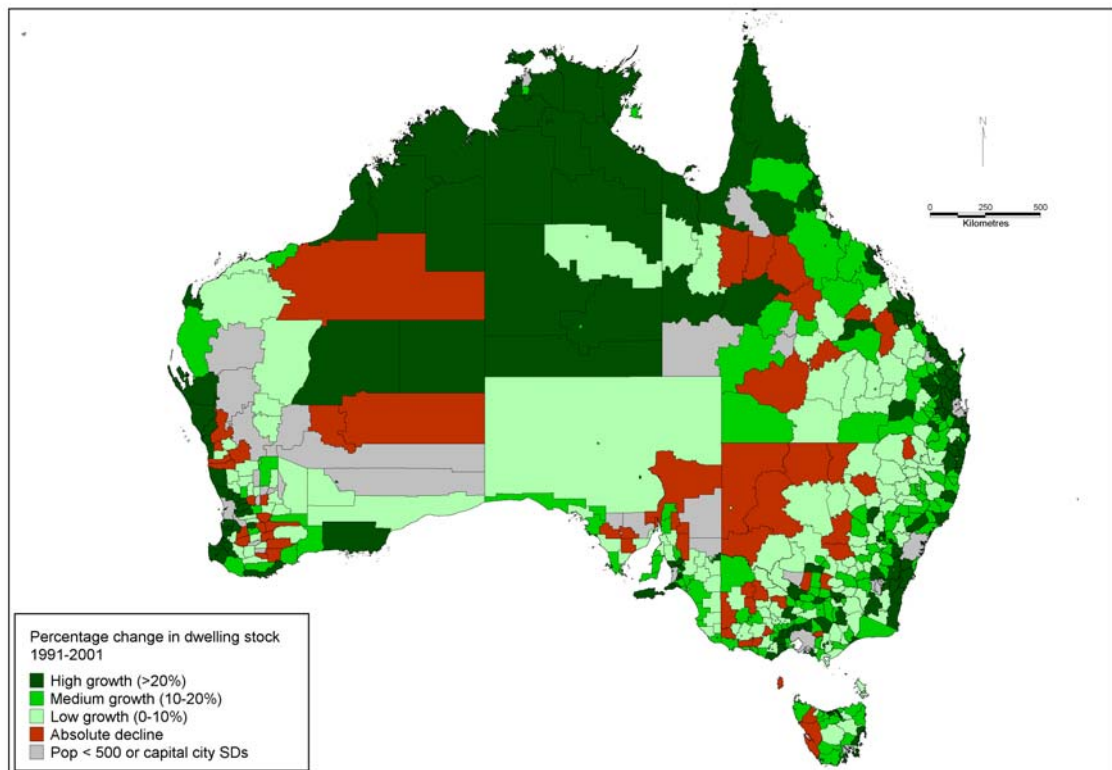 N
0 250 500
Kilometres
Percentage change in dwelling stock
1991-2001
High growth (>20%)
Medium growth (10-20%)
Low growth (0-10%)
Absolute decline
Pop < 500 or capital city SDs